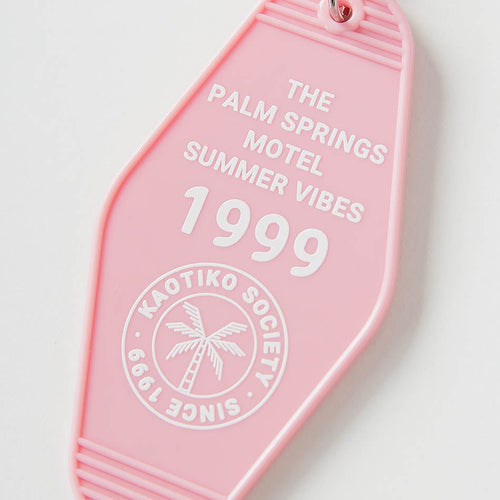 THE
PALM SPRINGS
MOTEL
SUMMER VIBES
1999
KAOTIKO SOCIETY
· SINCE 1999 ·